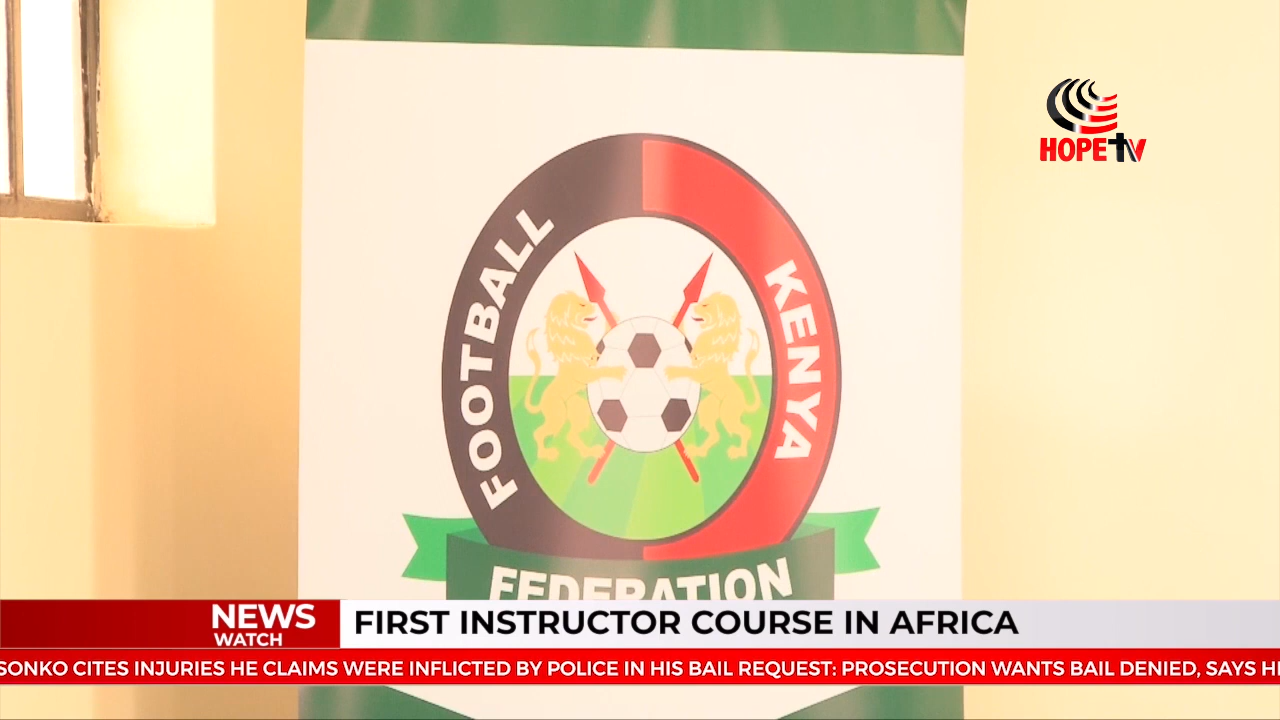 HOPE TV
FOOTBALL
KENYA
FEDERATION
NEWS
WATCH
FIRST INSTRUCTOR COURSE IN AFRICA
SONKO CITES INJURIES HE CLAIMS WERE INFLICTED BY POLICE IN HIS BAIL REQUEST: PROSECUTION WANTS BAIL DENIED, SAYS